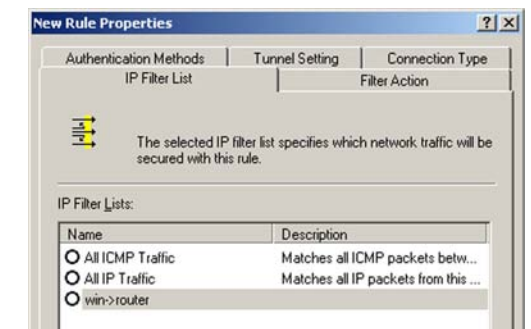 New Rule Properties
Authentication Methods Tunnel Setting Connection Type
IP Filter List Filter Action
The selected IP filter list specifies which network traffic will be
secured with this rule.
IP Filter Lists:
Name Description
All ICMP Traffic Matches all ICMP packets betw...
All IP Traffic Matches all IP packets from this ...
win->router